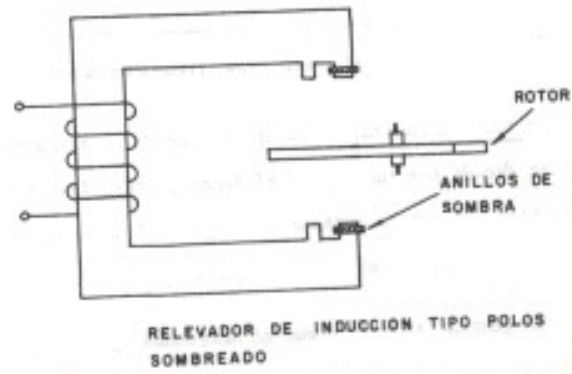 ROTOR
ANILLOS DE
SOMBRA
RELEVADOR DE INDUCCION TIPO POLOS
SOMBREADO